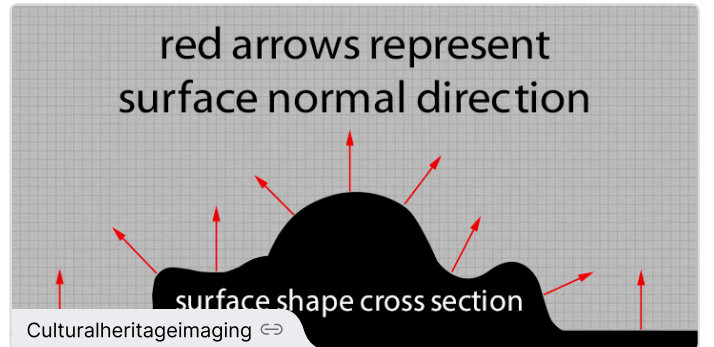 red arrows represent
surface normal direction
surface shape cross section
Culturalheritageimaging